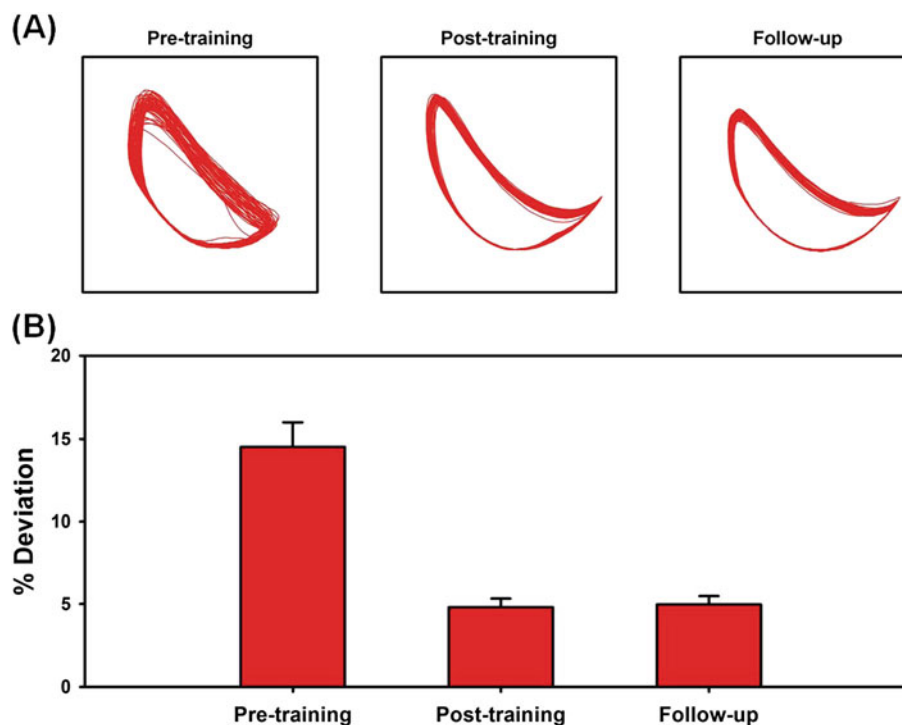 (A)
Pre-training Post-training Follow-up
(B)
20
15
10
5
0
% Deviation
Pre-training Post-training Follow-up